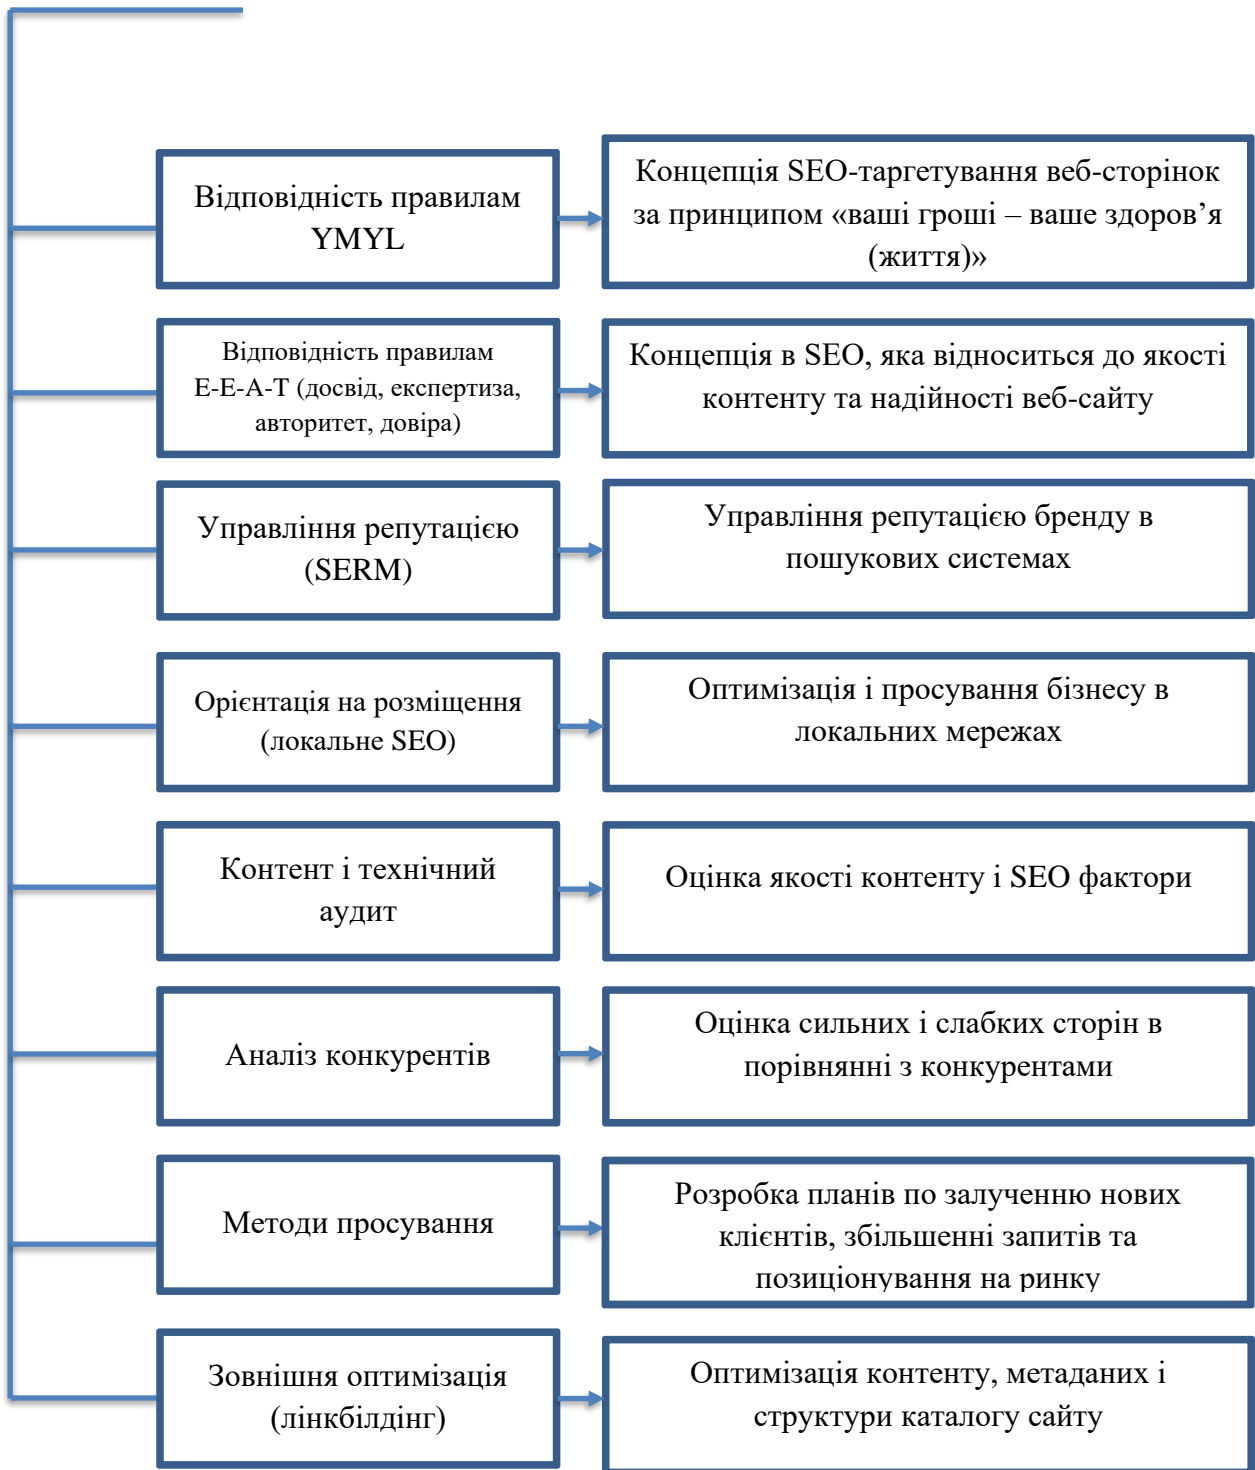 Відповідність правилам
YMYL
Концепція SEO-таргетування веб-сторінок
за принципом «ваші гроші – ваше здоров’я
(життя)»
Відповідність правилам
E-E-A-T (досвід, експертиза,
авторитет, довіра)
Концепція в SEO, яка відноситься до якості
контенту та надійності веб-сайту
Управління репутацією
(SERM)
Управління репутацією бренду в
пошукових системах
Орієнтація на розміщення
(локальне SEO)
Оптимізація і просування бізнесу в
локальних мережах
Контент і технічний
аудит
Оцінка якості контенту і SEO фактори
Аналіз конкурентів
Оцінка сильних і слабких сторін в
порівнянні з конкурентами
Методи просування
Розробка планів по залученню нових
клієнтів, збільшенні запитів та
позиціонування на ринку
Зовнішня оптимізація
(лінкбілдінг)
Оптимізація контенту, метаданих і
структури каталогу сайту